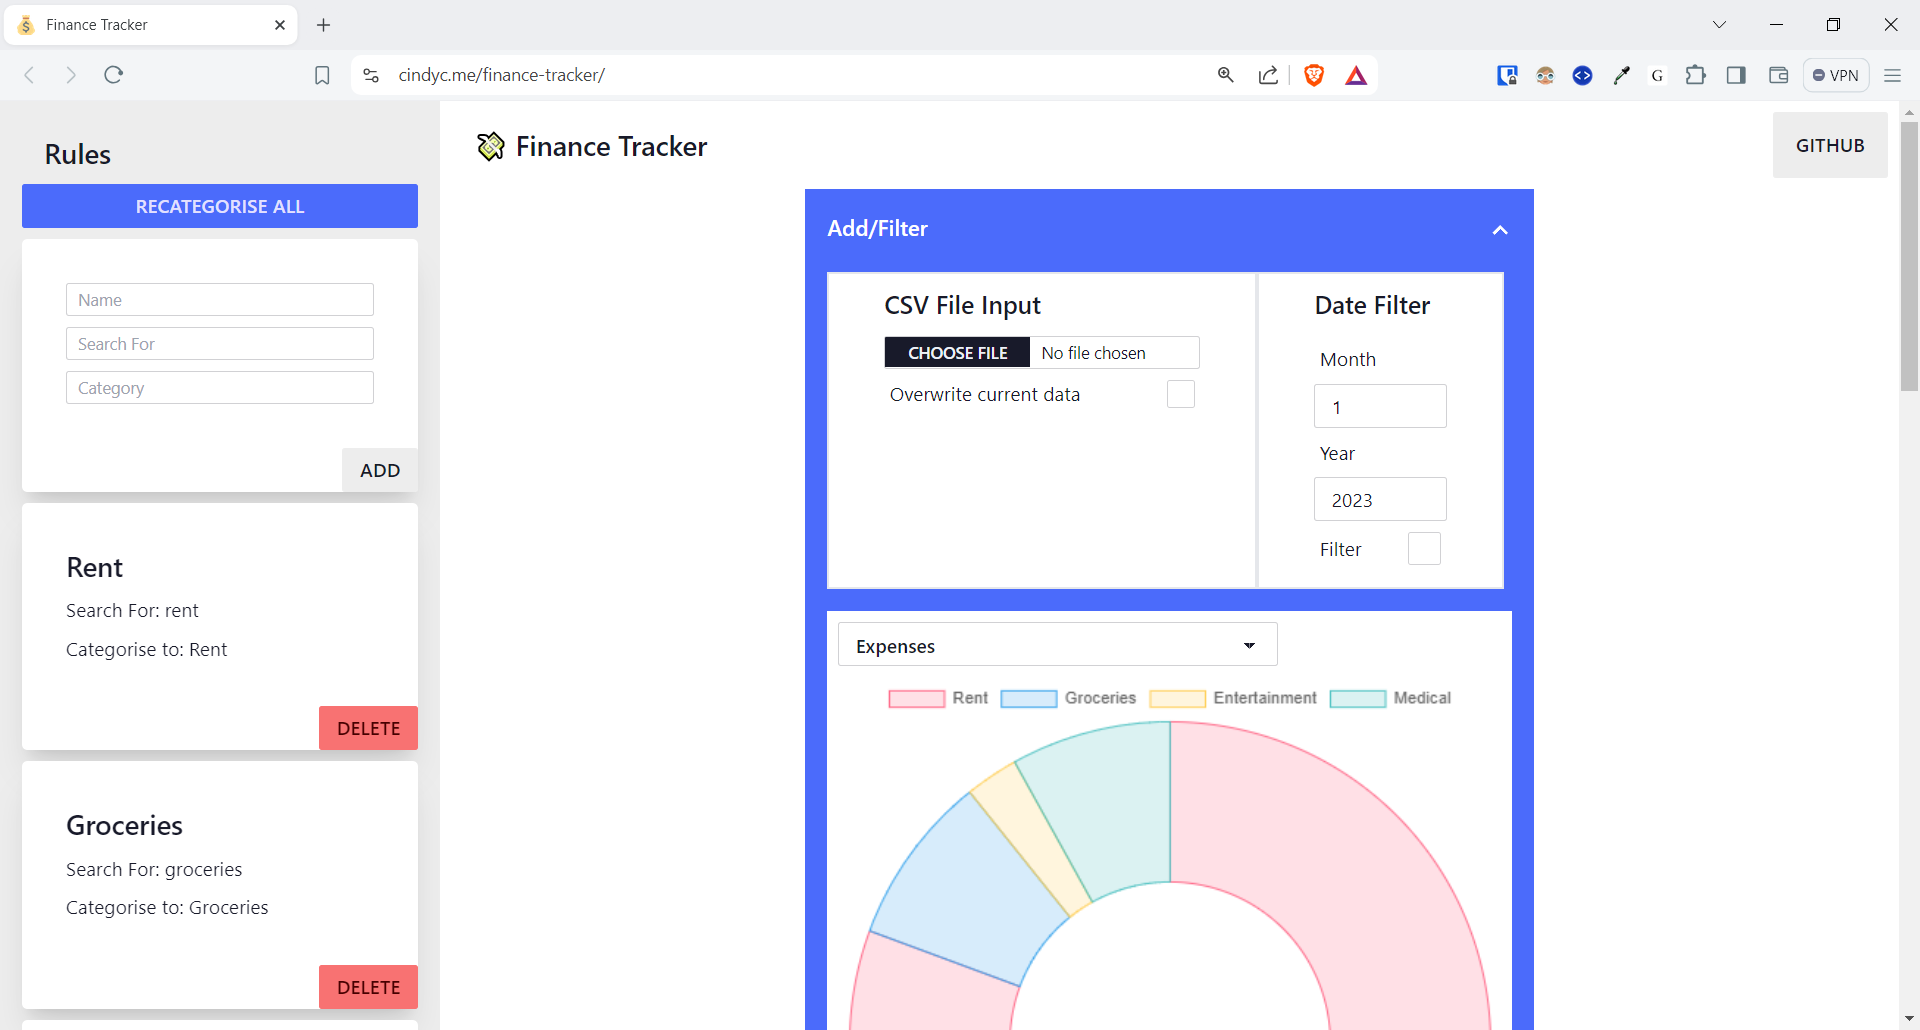 Finance Tracker
cindyc.me/finance-tracker/
G
VPN
Rules
RECATEGORISE ALL
Name
Search For
Category
ADD
Rent
Search For: rent
Categorise to: Rent
DELETE
Groceries
Search For: groceries
Categorise to: Groceries
DELETE
Finance Tracker
GITHUB
Add/Filter
CSV File Input
CHOOSE FILE No file chosen
Overwrite current data
Date Filter
Month
1
Year
2023
Filter
Expenses
Rent Groceries Entertainment Medical